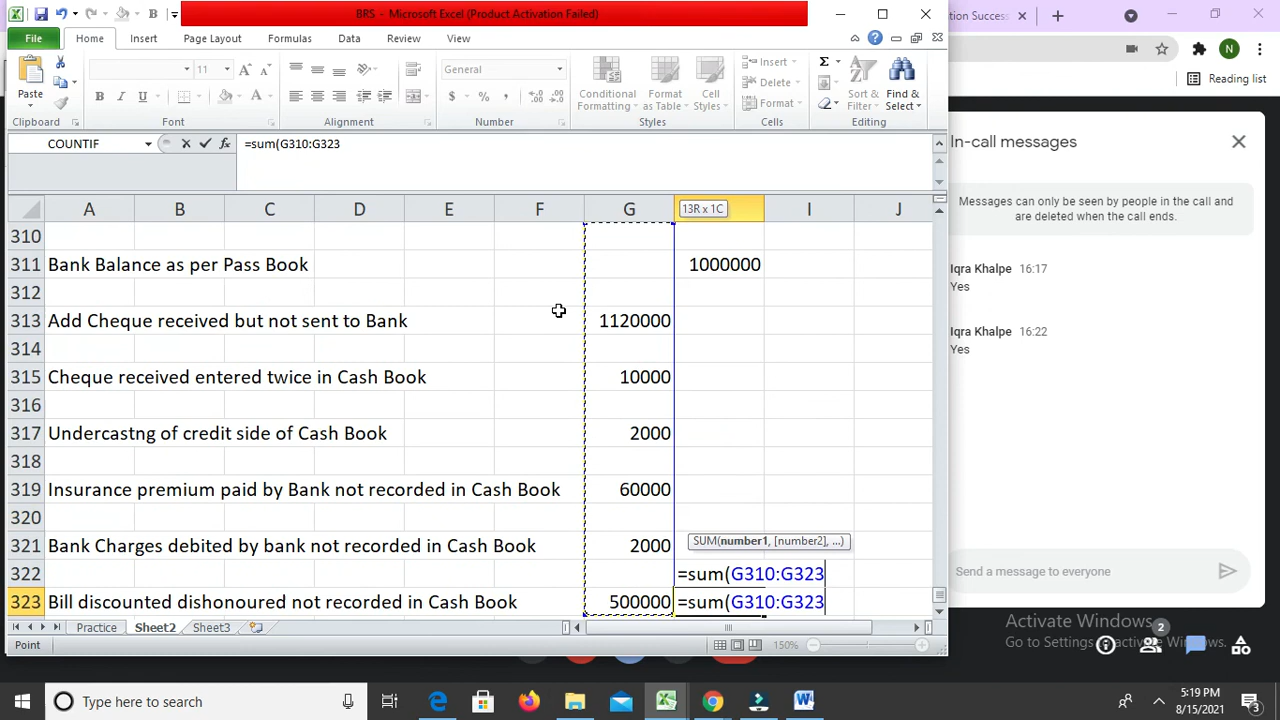 BRS - Microsoft Excel (Product Activation Failed)
tion Success
File Home Insert Page Layout Formulas Data Review View
N
Reading list
Paste
11
General
Conditional Formatting
Format as Table
Cell Styles
Insert
Delete
Format
Sort & Filter
Find & Select
Clipboard Font Alignment Number Styles Cells Editing
COUNTIF
=sum(G310:G323
A B C D E F G 13R x 1C I J
310
311 Bank Balance as per Pass Book 1000000
312
313 Add Cheque received but not sent to Bank 1120000
314
315 Cheque received entered twice in Cash Book 10000
316
317 Undercastng of credit side of Cash Book 2000
318
319 Insurance premium paid by Bank not recorded in Cash Book 60000
320
321 Bank Charges debited by bank not recorded in Cash Book 2000
SUM(number1, [number2], ...)
322 =sum(G310:G323
323 Bill discounted dishonoured not recorded in Cash Book 500000 =sum(G310:G323
Practice Sheet2 Sheet3
Point 150%
In-call messages
Messages can only be seen by people in the call and
are deleted when the call ends.
Iqra Khalpe 16:17
Yes
Iqra Khalpe 16:22
Yes
Send a message to everyone
Activate Windows
Go to Settings to activate Windows.
2
Type here to search
5:19 PM
8/15/2021
3